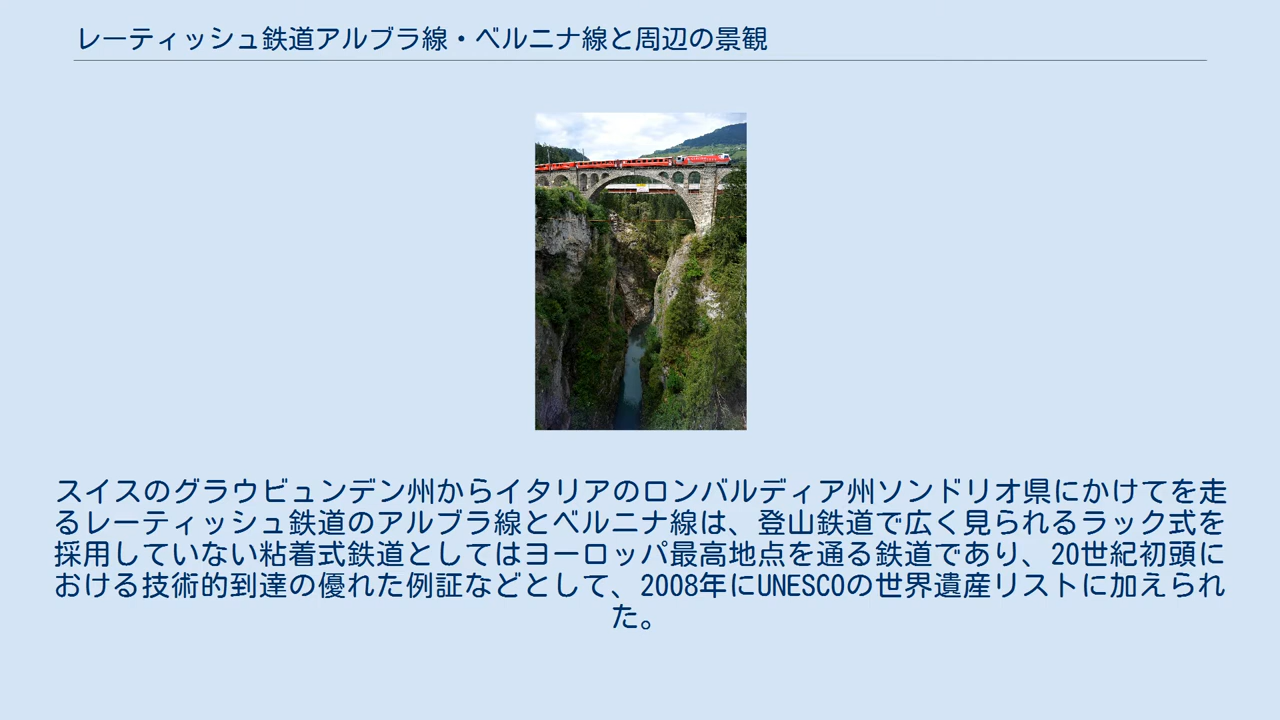 レーティッシュ鉄道アルブラ線・ベルニナ線と周辺の景観
スイスのグラウビュンデン州からイタリアのロンバルディア州ソンドリオ県にかけてを走
るレーティッシュ鉄道のアルブラ線とベルニナ線は、登山鉄道で広く見られるラック式を
採用していない粘着式鉄道としてはヨーロッパ最高地点を通る鉄道であり、20世紀初頭に
おける技術的到達の優れた例証などとして、2008年にUNESCOの世界遺産リストに加えられ
た。